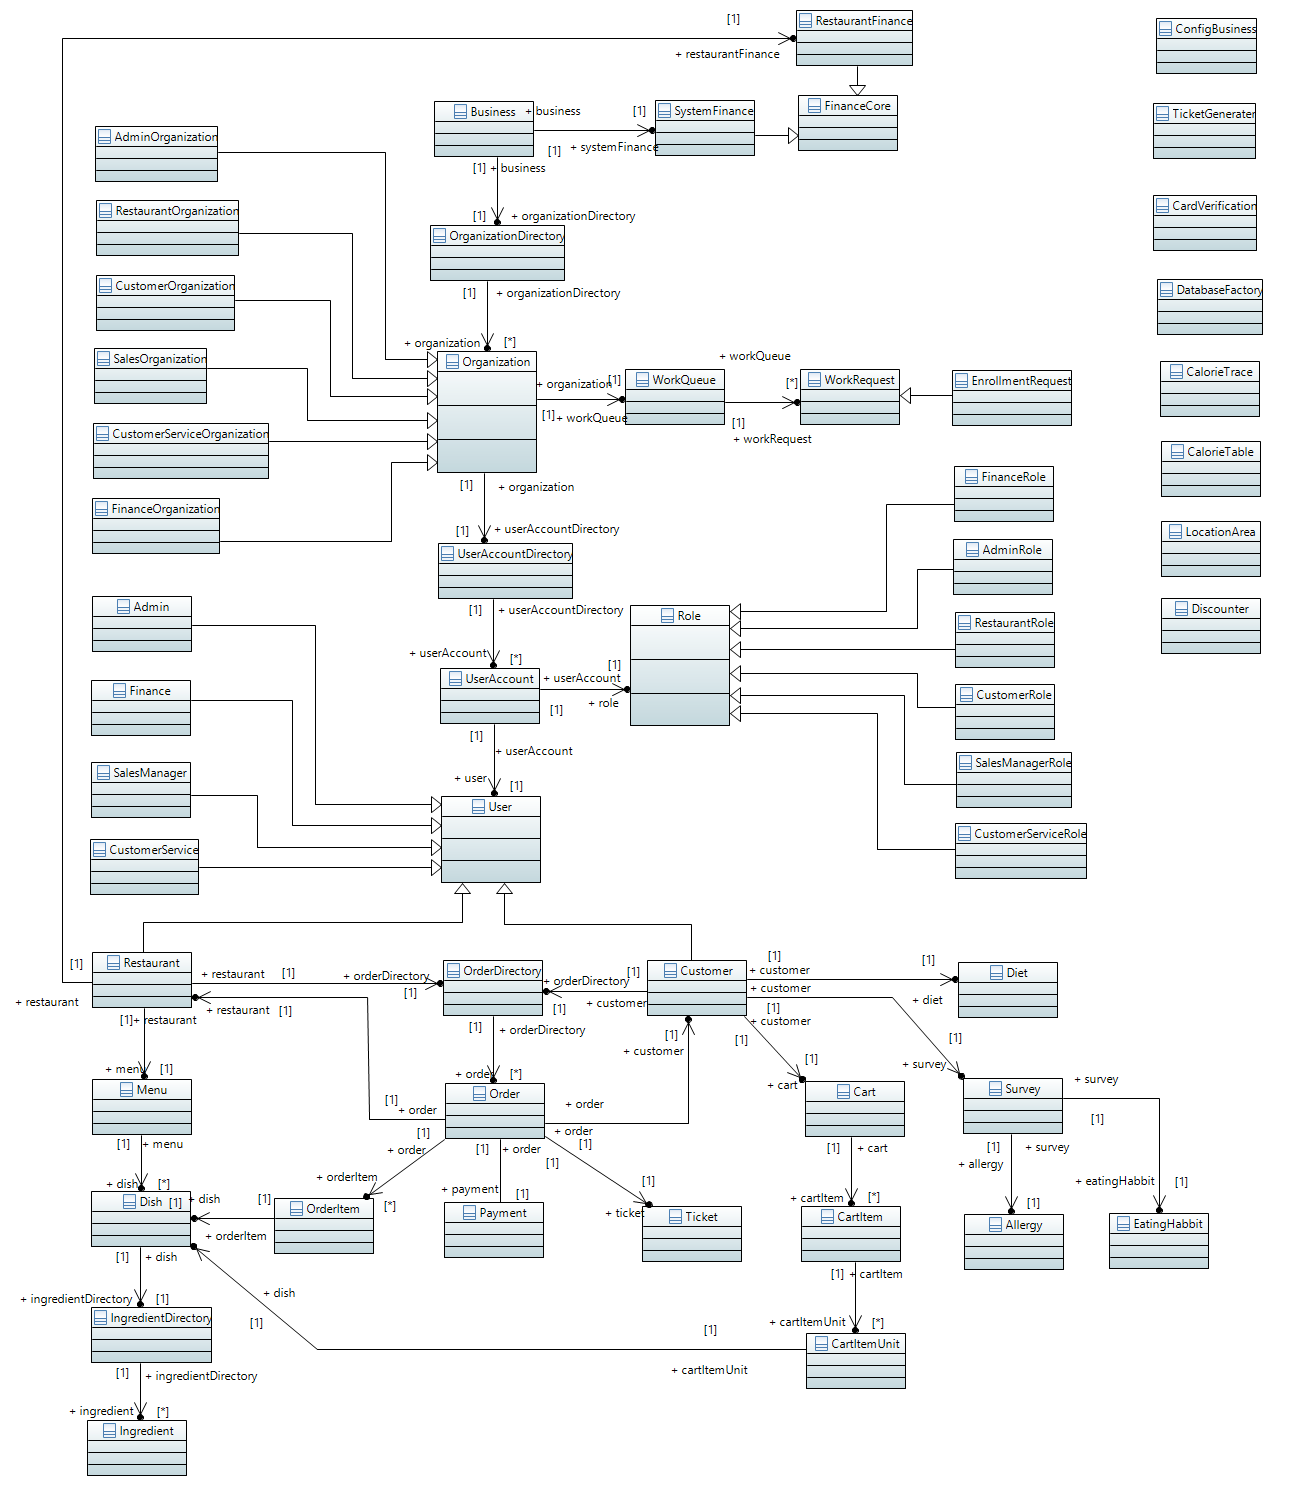 [1]
RestaurantFinance
+ restaurantFinance
ConfigBusiness
FinanceCore
Business
+ business
[1]
SystemFinance
[1]
+ systemFinance
TicketGenerater
AdminOrganization
[1]
+ business
RestaurantOrganization
[1]
+ organizationDirectory
CardVerification
OrganizationDirectory
CustomerOrganization
[1]
+ organizationDirectory
DatabaseFactory
+ organization
[*]
SalesOrganization
Organization
+ workQueue
+ organization
[1]
WorkQueue
[*]
WorkRequest
EnrollmentRequest
CalorieTrace
[1]
+ workQueue
[1]
+ workRequest
CustomerServiceOrganization
CalorieTable
[1]
+ organization
FinanceRole
FinanceOrganization
[1]
+ userAccountDirectory
LocationArea
UserAccountDirectory
AdminRole
Admin
[1]
+ userAccountDirectory
Role
RestaurantRole
Discounter
+ userAccount
[*]
[1]
UserAccount
+ userAccount
[1]
+ role
Finance
CustomerRole
[1]
+ userAccount
SalesManager
+ user
[1]
SalesManagerRole
User
CustomerService
CustomerServiceRole
[1]
Restaurant
+ restaurant
[1]
+ orderDirectory
[1]
OrderDirectory
+ orderDirectory
[1]
Customer
[1]
+ customer
[1]
Diet
+ restaurant
+ restaurant
[1]
[1]
+ customer
+ customer
[1]
+ diet
[1]
+ restaurant
[1]
+ orderDirectory
[1]
+ customer
[1]
+ customer
[1]
+ menu
[1]
+ order
[*]
[1]
+ cart
+ survey
Menu
Order
Cart
Survey
+ survey
[1]
[1]
+ order
+ order
+ order
[1]
[1]
+ menu
[1]
+ order
[1]
+ order
[1]
[1]
+ cart
[1]
+ survey
+ allergy
+ dish
[*]
+ orderItem
+ payment
[1]
[1]
+ cartItem
[*]
[1]
+ eatingHabbit
[1]
Dish
[1]
+ dish
[1]
OrderItem
[*]
Payment
+ ticket
Ticket
CartItem
Allergy
EatingHabbit
+ orderItem
[1]
+ dish
[1]
+ cartItem
+ ingredientDirectory
[1]
+ dish
[1]
+ cartItemUnit
[*]
IngredientDirectory
[1]
CartItemUnit
[1]
+ ingredientDirectory
+ cartItemUnit
+ ingredient
[*]
Ingredient